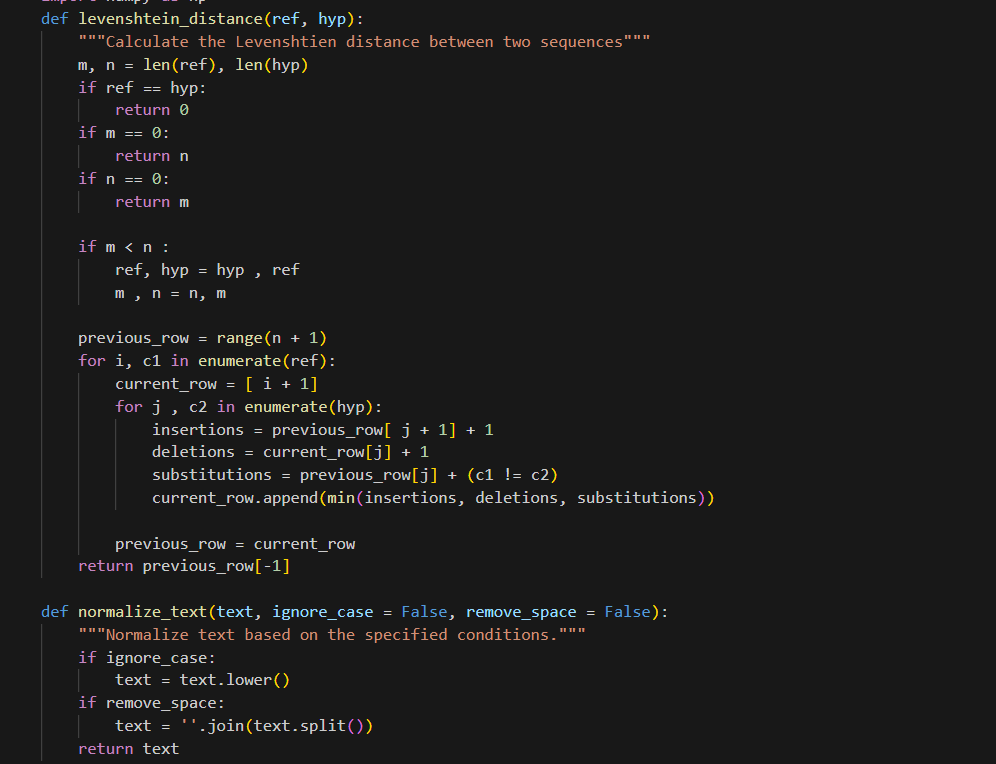 def levenshtein_distance(ref, hyp):
    """Calculate the Levenshtien distance between two sequences"""
    m, n = len(ref), len(hyp)
    if ref == hyp:
        return 0
    if m == 0:
        return n
    if n == 0:
        return m
    if m < n :
        ref, hyp = hyp , ref
        m , n = n, m
    previous_row = range(n + 1)
    for i, c1 in enumerate(ref):
        current_row = [ i + 1]
        for j , c2 in enumerate(hyp):
            insertions = previous_row[ j + 1] + 1
            deletions = current_row[j] + 1
            substitutions = previous_row[j] + (c1 != c2)
            current_row.append(min(insertions, deletions, substitutions))
        previous_row = current_row
    return previous_row[-1]
def normalize_text(text, ignore_case = False, remove_space = False):
    """Normalize text based on the specified conditions."""
    if ignore_case:
        text = text.lower()
    if remove_space:
        text = ''.join(text.split())
    return text